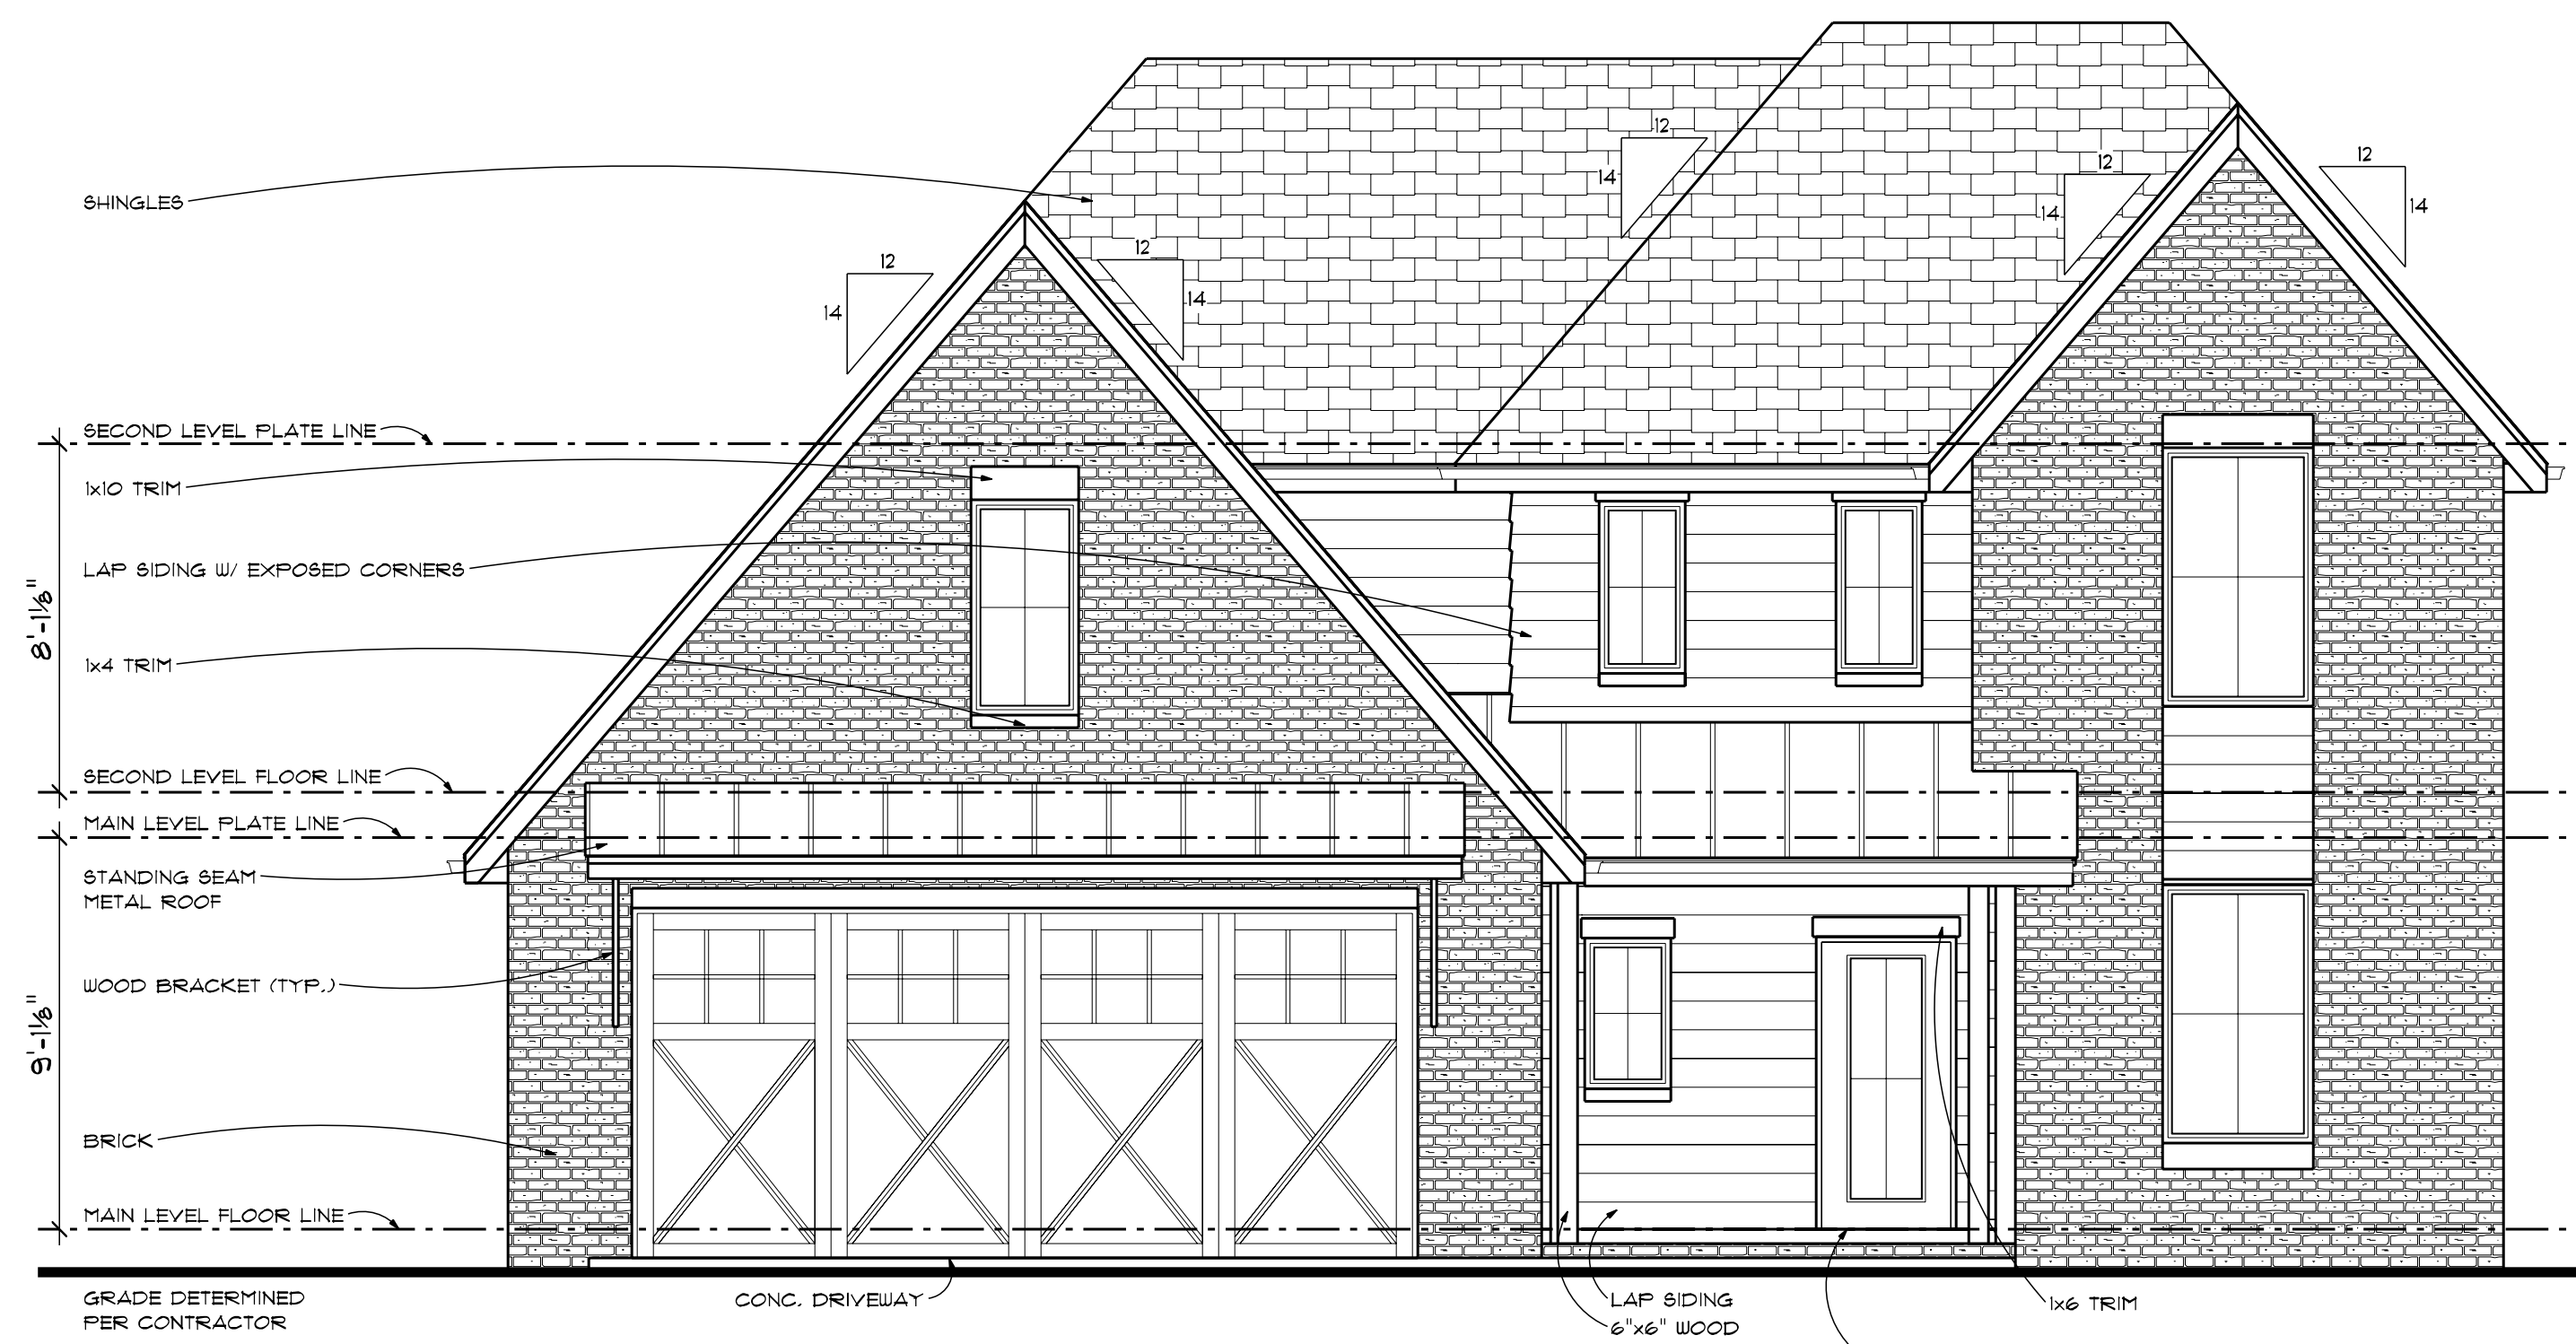 12
14
12
14
12
14
12
14
12
14
SHINGLES
SECOND LEVEL PLATE LINE
1x10 TRIM
LAP SIDING W/ EXPOSED CORNERS
8'-1⅛"
1x4 TRIM
SECOND LEVEL FLOOR LINE
MAIN LEVEL PLATE LINE
STANDING SEAM
METAL ROOF
WOOD BRACKET (TYP.)
9'-1⅛"
BRICK
MAIN LEVEL FLOOR LINE
GRADE DETERMINED
PER CONTRACTOR
CONC. DRIVEWAY
LAP SIDING
6"x6" WOOD
1x6 TRIM